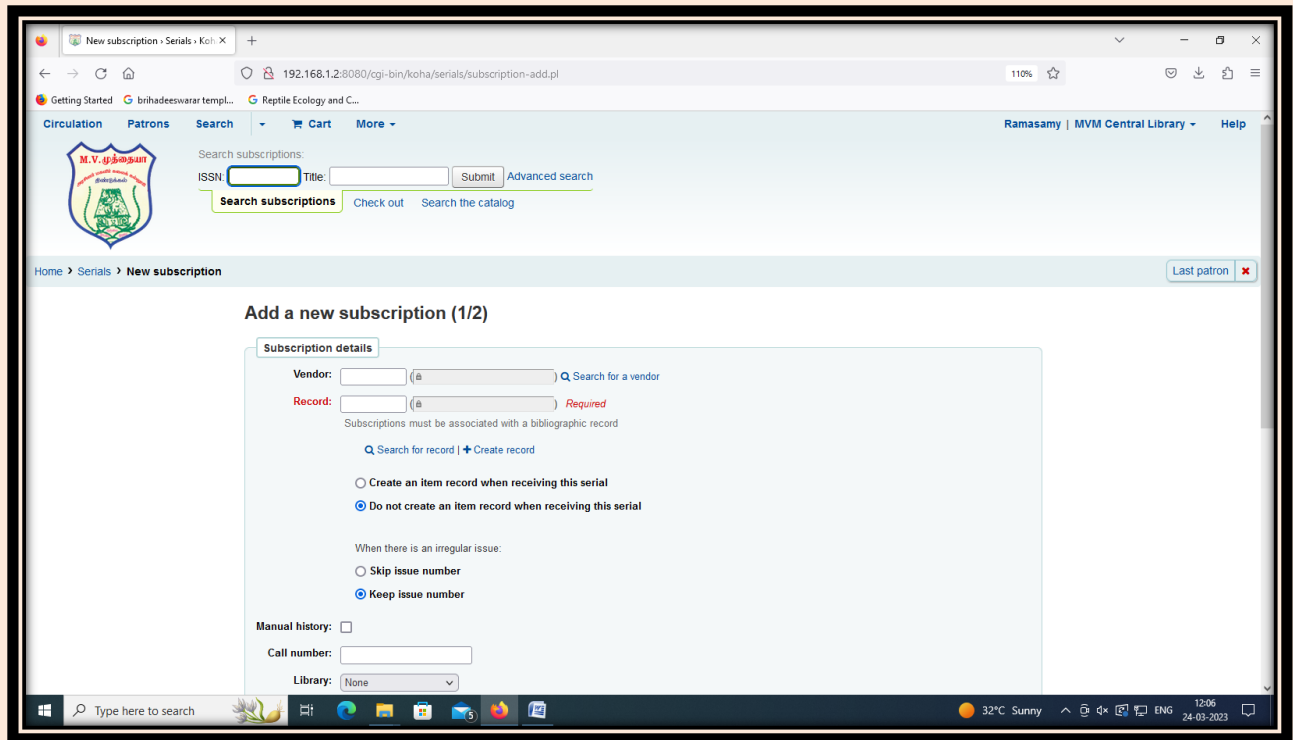 New subscription › Serials › Koh
192.168.1.2:8080/cgi-bin/koha/serials/subscription-add.pl
110%
Getting Started brihadeeswarar templ... Reptile Ecology and C...
Circulation Patrons Search Cart More Ramasamy | MVM Central Library Help
M.V.முத்தையா
திண்டுக்கல்
Search subscriptions:
ISSN: Title: Submit Advanced search
Search subscriptions Check out Search the catalog
Home › Serials › New subscription Last patron
Add a new subscription (1/2)
Subscription details
Vendor: ( ) Search for a vendor
Record: ( ) Required
Subscriptions must be associated with a bibliographic record
Search for record | Create record
Create an item record when receiving this serial
Do not create an item record when receiving this serial
When there is an irregular issue:
Skip issue number
Keep issue number
Manual history:
Call number:
Library: None
Type here to search 5 32°C Sunny ENG 12:06
24-03-2023